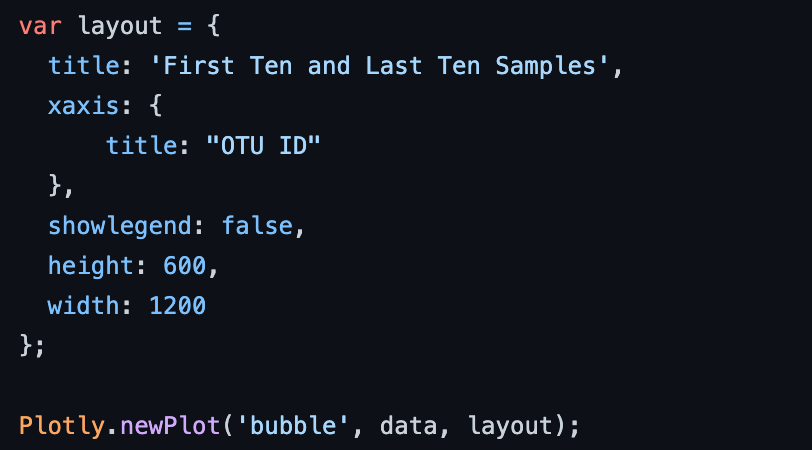 var layout = {
  title: 'First Ten and Last Ten Samples',
  xaxis: {
      title: "OTU ID"
  },
  showlegend: false,
  height: 600,
  width: 1200
};

Plotly.newPlot('bubble', data, layout);